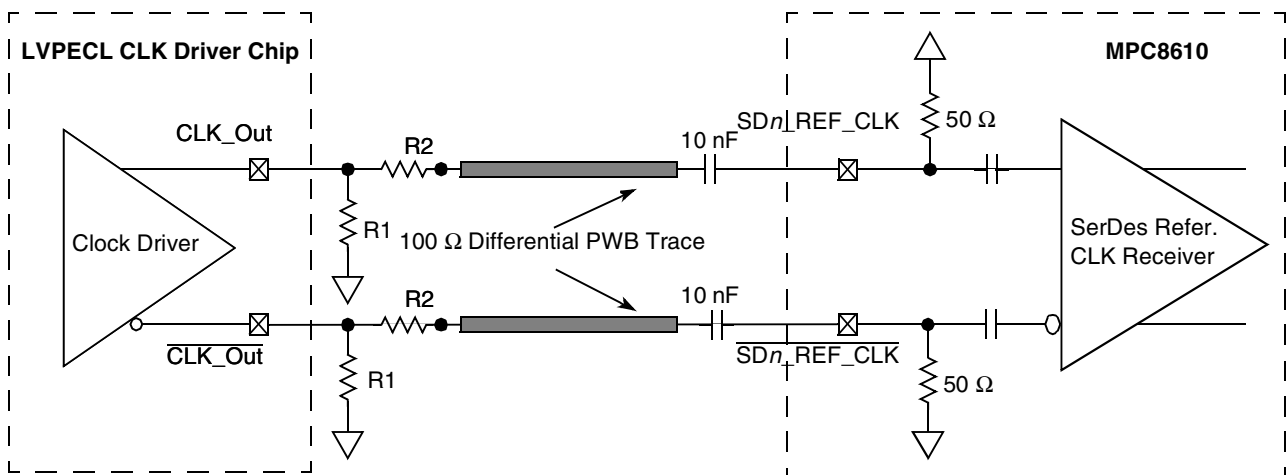 LVPECL CLK Driver Chip
MPC8610
CLK_Out
R2
10 nF
SDn_REF_CLK
50 Ω
Clock Driver
R1
100 Ω Differential PWB Trace
SerDes Refer.
CLK Receiver
R2
10 nF
CLK_Out
SDn_REF_CLK
R1
50 Ω